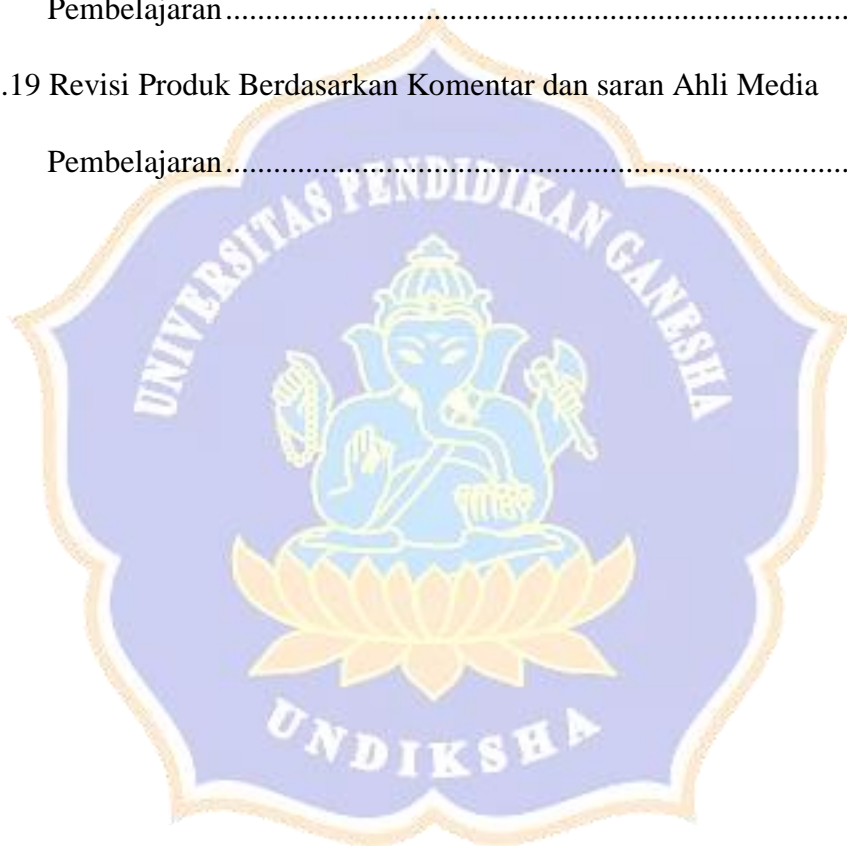 Pembelajaran................................................................................
.19 Revisi Produk Berdasarkan Komentar dan saran Ahli Media
Pembelajaran................................................................................
UNIVERSITAS PENDIDIKAN GANESHA
UNDIKSHA